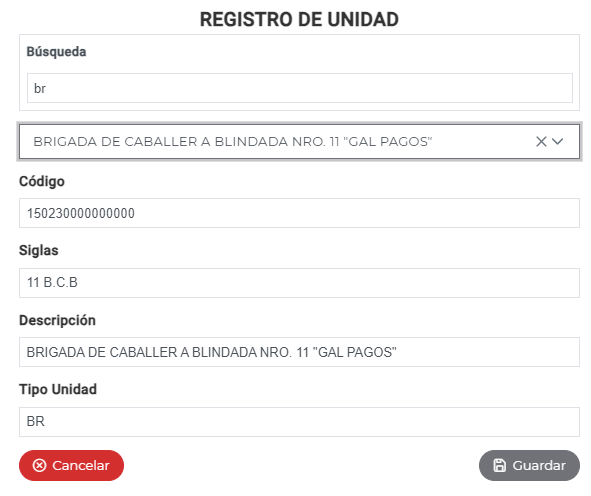 REGISTRO DE UNIDAD
Búsqueda
br
BRIGADA DE CABALLER A BLINDADA NRO. 11 "GAL PAGOS"
Código
150230000000000
Siglas
11 B.C.B
Descripción
BRIGADA DE CABALLER A BLINDADA NRO. 11 "GAL PAGOS"
Tipo Unidad
BR
Cancelar
Guardar